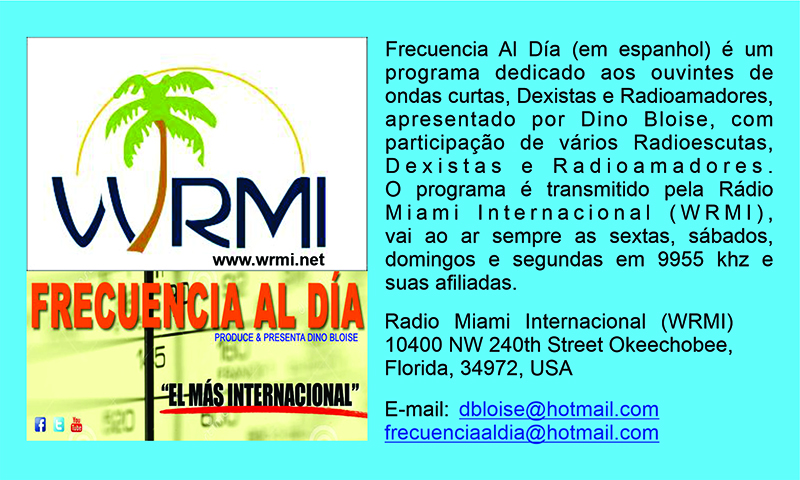 WRMI
www.wrmi.net
FRECUENCIA AL DÍA
PRODUCE & PRESENTA DINO BLOISE
"EL MÁS INTERNACIONAL"
You
Tube
Frecuencia Al Día (em espanhol) é um
programa dedicado aos ouvintes de
ondas curtas, Dexistas e Radioamadores,
apresentado por Dino Bloise, com
participação de vários Radioescutas,
Dexistas e Radioamadores.
O programa é transmitido pela Rádio
Miami Internacional (WRMI),
vai ao ar sempre as sextas, sábados,
domingos e segundas em 9955 khz e
suas afiliadas.
Radio Miami Internacional (WRMI)
10400 NW 240th Street Okeechobee,
Florida, 34972, USA
E-mail: dbloise@hotmail.com
frecuenciaaldia@hotmail.com